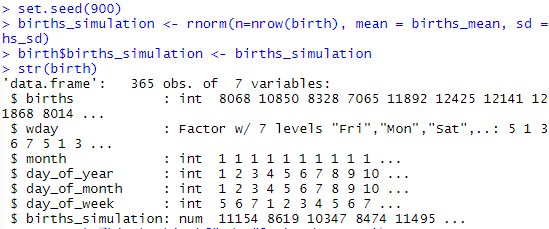 > set.seed(900)
> births_simulation <- rnorm(n=nrow(birth), mean = births_mean, sd =
hs_sd)
> birth$births_simulation <- births_simulation
> str(birth)
'data.frame':   365 obs. of  7 variables:
 $ births           : int  8068 10850 8328 7065 11892 12425 12141 12
1868 8014 ...
 $ wday             : Factor w/ 7 levels "Fri","Mon","Sat",..: 5 1 3
6 7 5 1 3 ...
 $ month            : int  1 1 1 1 1 1 1 1 1 1 ...
 $ day_of_year      : int  1 2 3 4 5 6 7 8 9 10 ...
 $ day_of_month     : int  1 2 3 4 5 6 7 8 9 10 ...
 $ day_of_week      : int  5 6 7 1 2 3 4 5 6 7 ...
 $ births_simulation: num  11154 8619 10347 8474 11495 ...